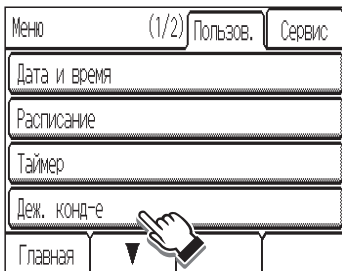 Меню (1/2) Пользов. Сервис
Дата и время
Расписание
Таймер
Деж. конд-е
Главная ▼